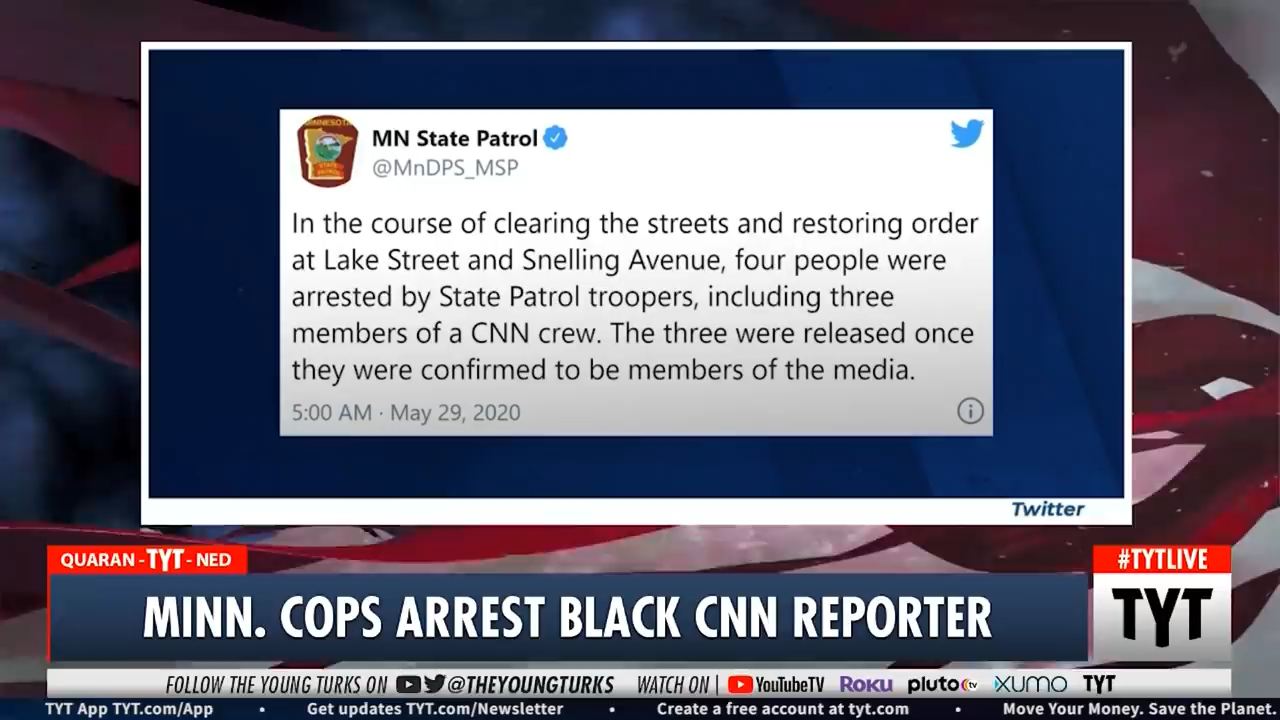 MINNESOTA
STATE
PATROL
MN State Patrol
@MnDPS_MSP
In the course of clearing the streets and restoring order
at Lake Street and Snelling Avenue, four people were
arrested by State Patrol troopers, including three
members of a CNN crew. The three were released once
they were confirmed to be members of the media.
5:00 AM · May 29, 2020
Twitter
QUARAN - TYT - NED
#TYTLIVE
MINN. COPS ARREST BLACK CNN REPORTER
TYT
FOLLOW THE YOUNG TURKS ON @THEYOUNGTURKS WATCH ON | YouTubeTV ROKU pluto tv XUMO TYT
TYT App TYT.com/App • Get updates TYT.com/Newsletter • Create a free account at tyt.com • Move Your Money. Save the Planet.